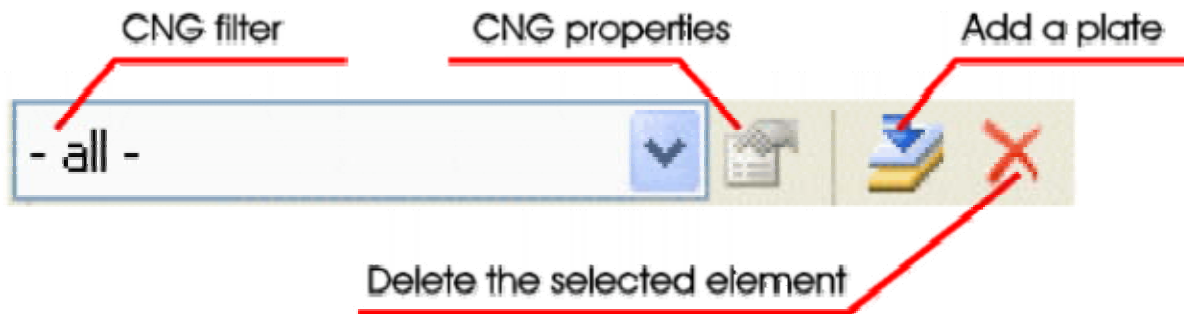 CNG filter
CNG properties
Add a plate
- all -
Delete the selected element